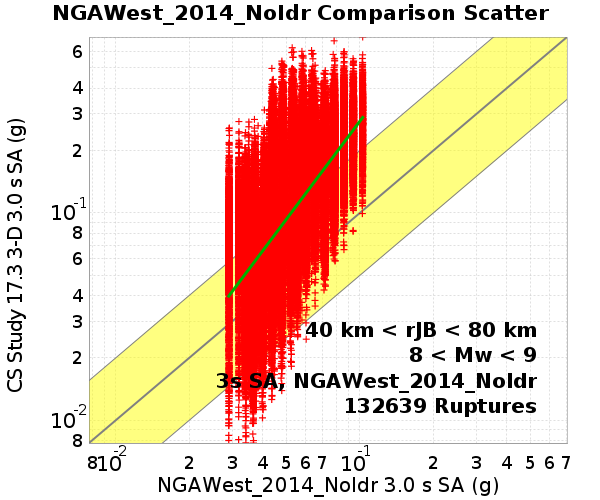 NGAWest_2014_NoIdr Comparison Scatter
CS Study 17.3 3-D 3.0 s SA (g)
6
4
3
2
10^-1
8
6
4
3
2
10^-2
8
40 km < rJB < 80 km
8 < Mw < 9
3s SA, NGAWest_2014_NoIdr
132639 Ruptures
8 10^-2 2 3 4 5 6 7 10^-1 2 3 4 5 6 7
NGAWest_2014_NoIdr 3.0 s SA (g)